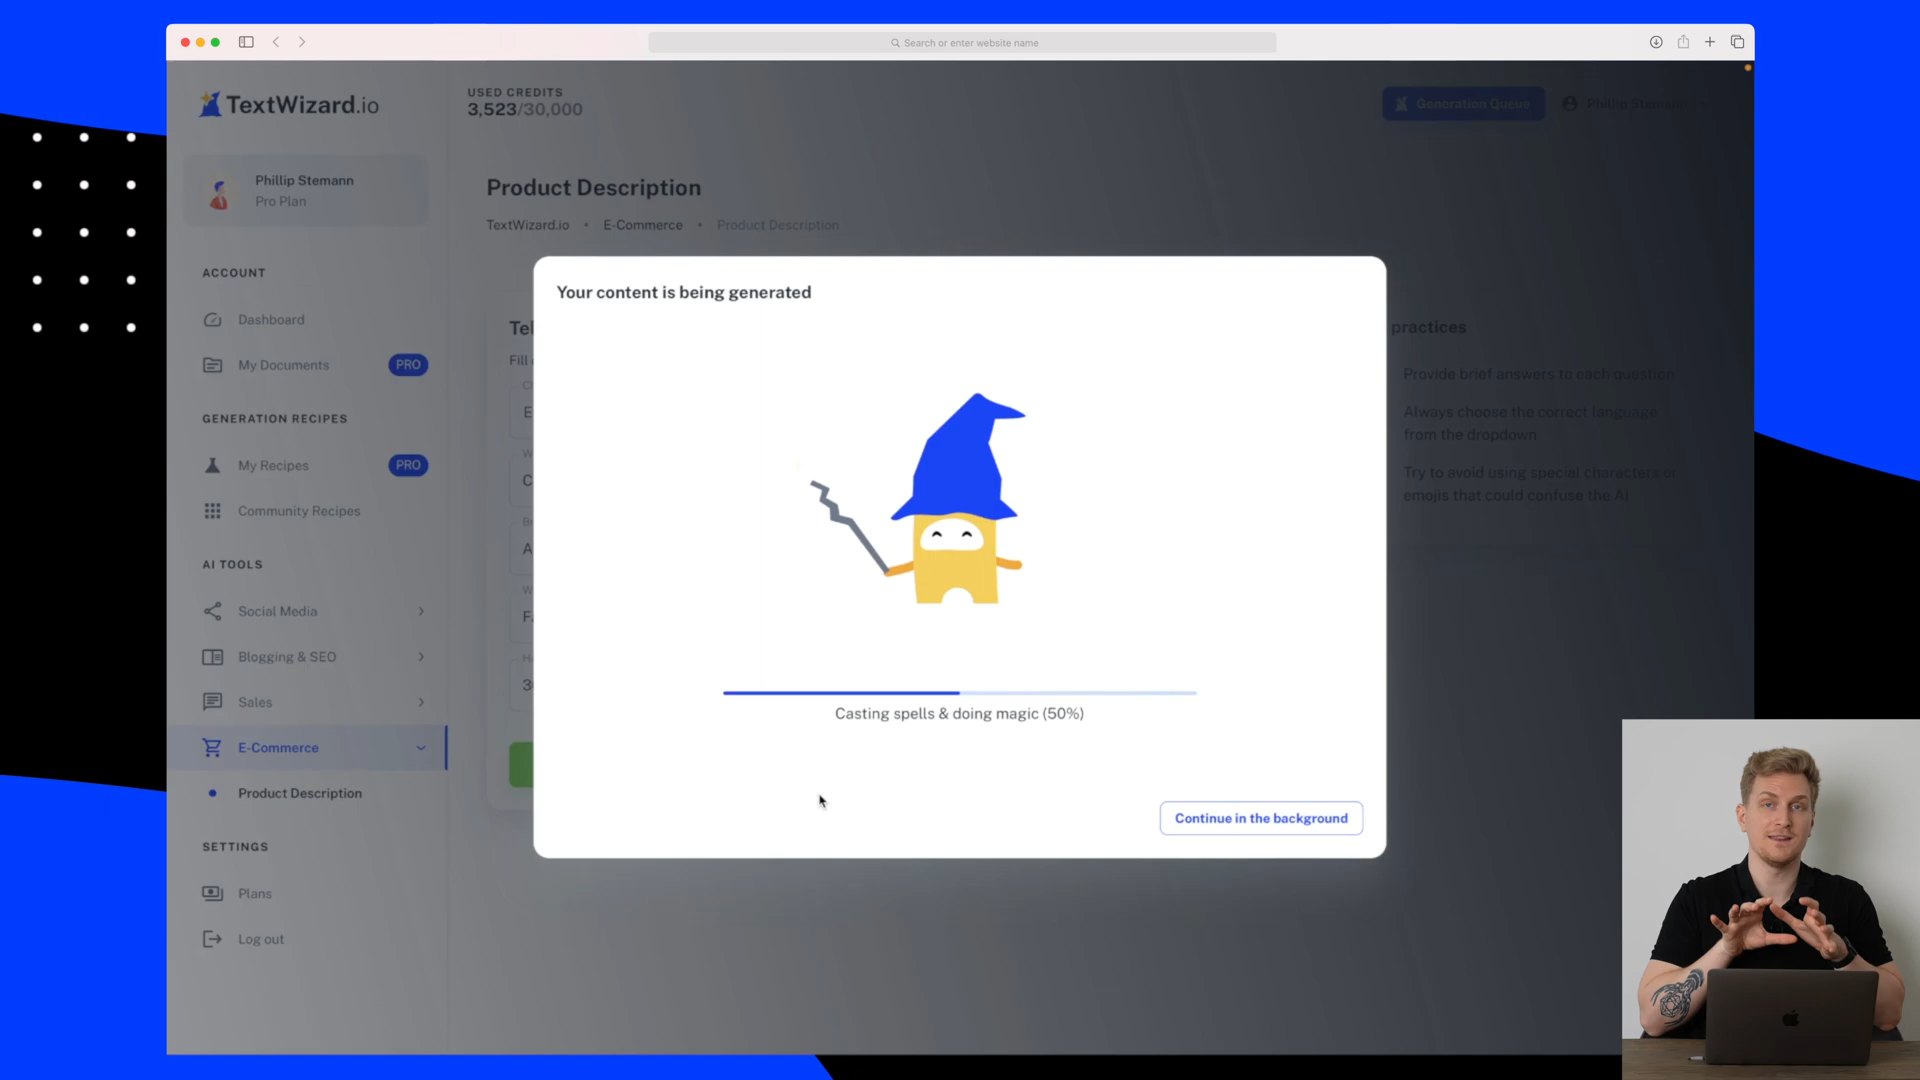 Search or enter website name
TextWizard.io
USED CREDITS
3,523/30,000
Generation Queue
Phillip Stemann
Phillip Stemann
Pro Plan
Product Description
TextWizard.io • E-Commerce • Product Description
ACCOUNT
Dashboard
My Documents PRO
GENERATION RECIPES
My Recipes PRO
Community Recipes
AI TOOLS
Social Media
Blogging & SEO
Sales
E-Commerce
Product Description
SETTINGS
Plans
Log out
Tel
Fill
Your content is being generated
Casting spells & doing magic (50%)
Continue in the background
practices
Provide brief answers to each question
Always choose the correct language
from the dropdown
Try to avoid using special characters or
emojis that could confuse the AI